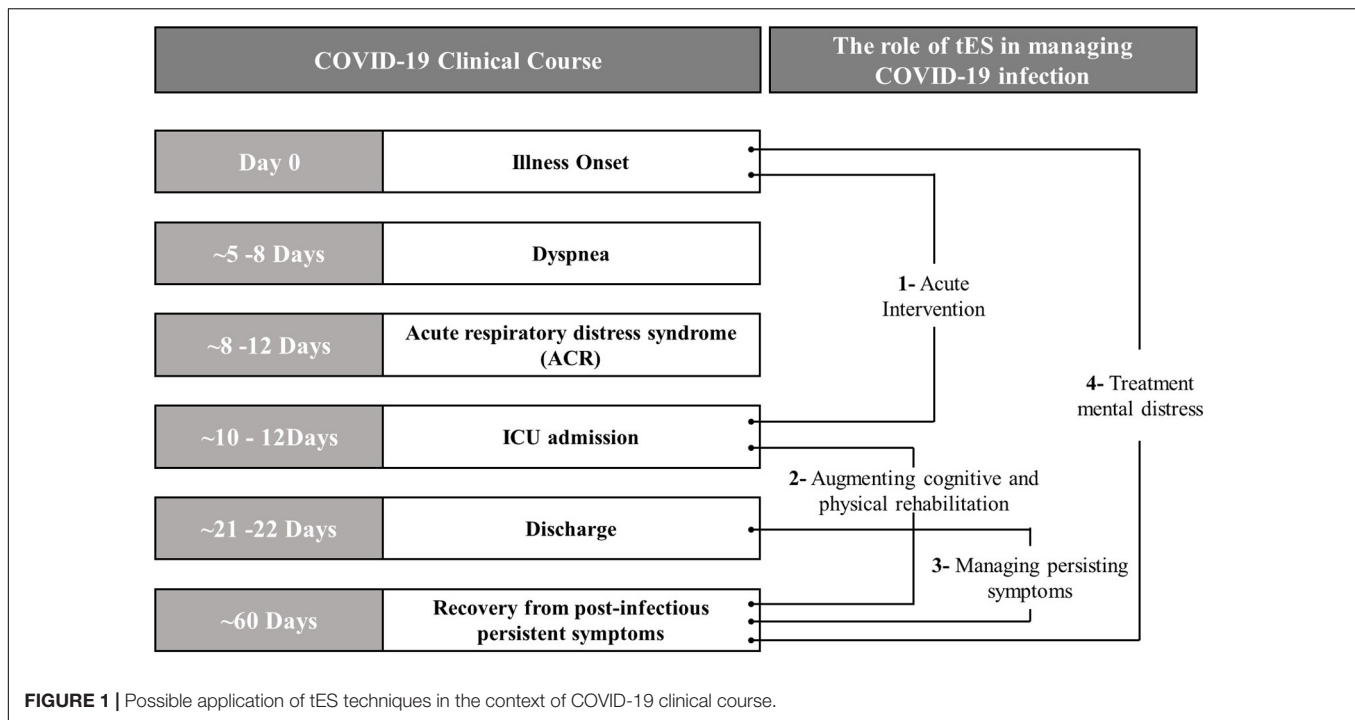 COVID-19 Clinical Course
The role of tES in managing
COVID-19 infection
Day 0
Illness Onset
~5 -8 Days
Dyspnea
1- Acute
Intervention
~8 -12 Days
Acute respiratory distress syndrome
(ACR)
4- Treatment
mental distress
~10 - 12Days
ICU admission
2- Augmenting cognitive and
physical rehabilitation
~21 -22 Days
Discharge
3- Managing persisting
symptoms
~60 Days
Recovery from post-infectious
persistent symptoms
FIGURE 1 | Possible application of tES techniques in the context of COVID-19 clinical course.